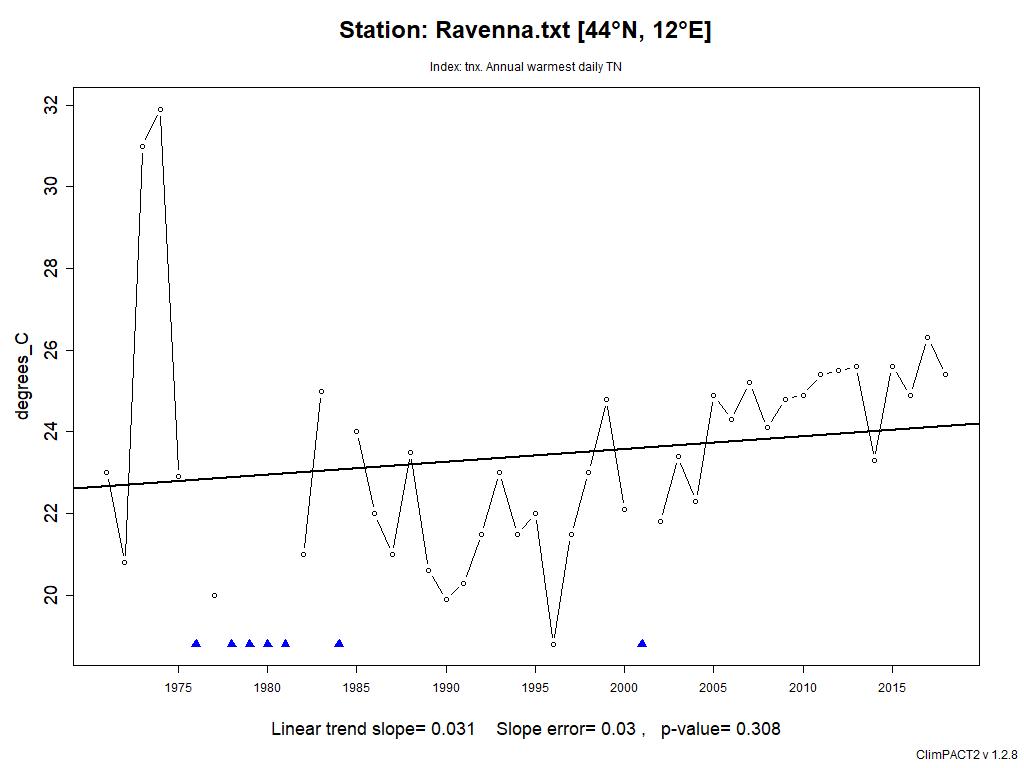 Station: Ravenna.txt [44°N, 12°E]
Index: tnx. Annual warmest daily TN
32
30
28
26
24
22
20
degrees_C
1975 1980 1985 1990 1995 2000 2005 2010 2015
Linear trend slope= 0.031 Slope error= 0.03 , p-value= 0.308
ClimPACT2 v 1.2.8